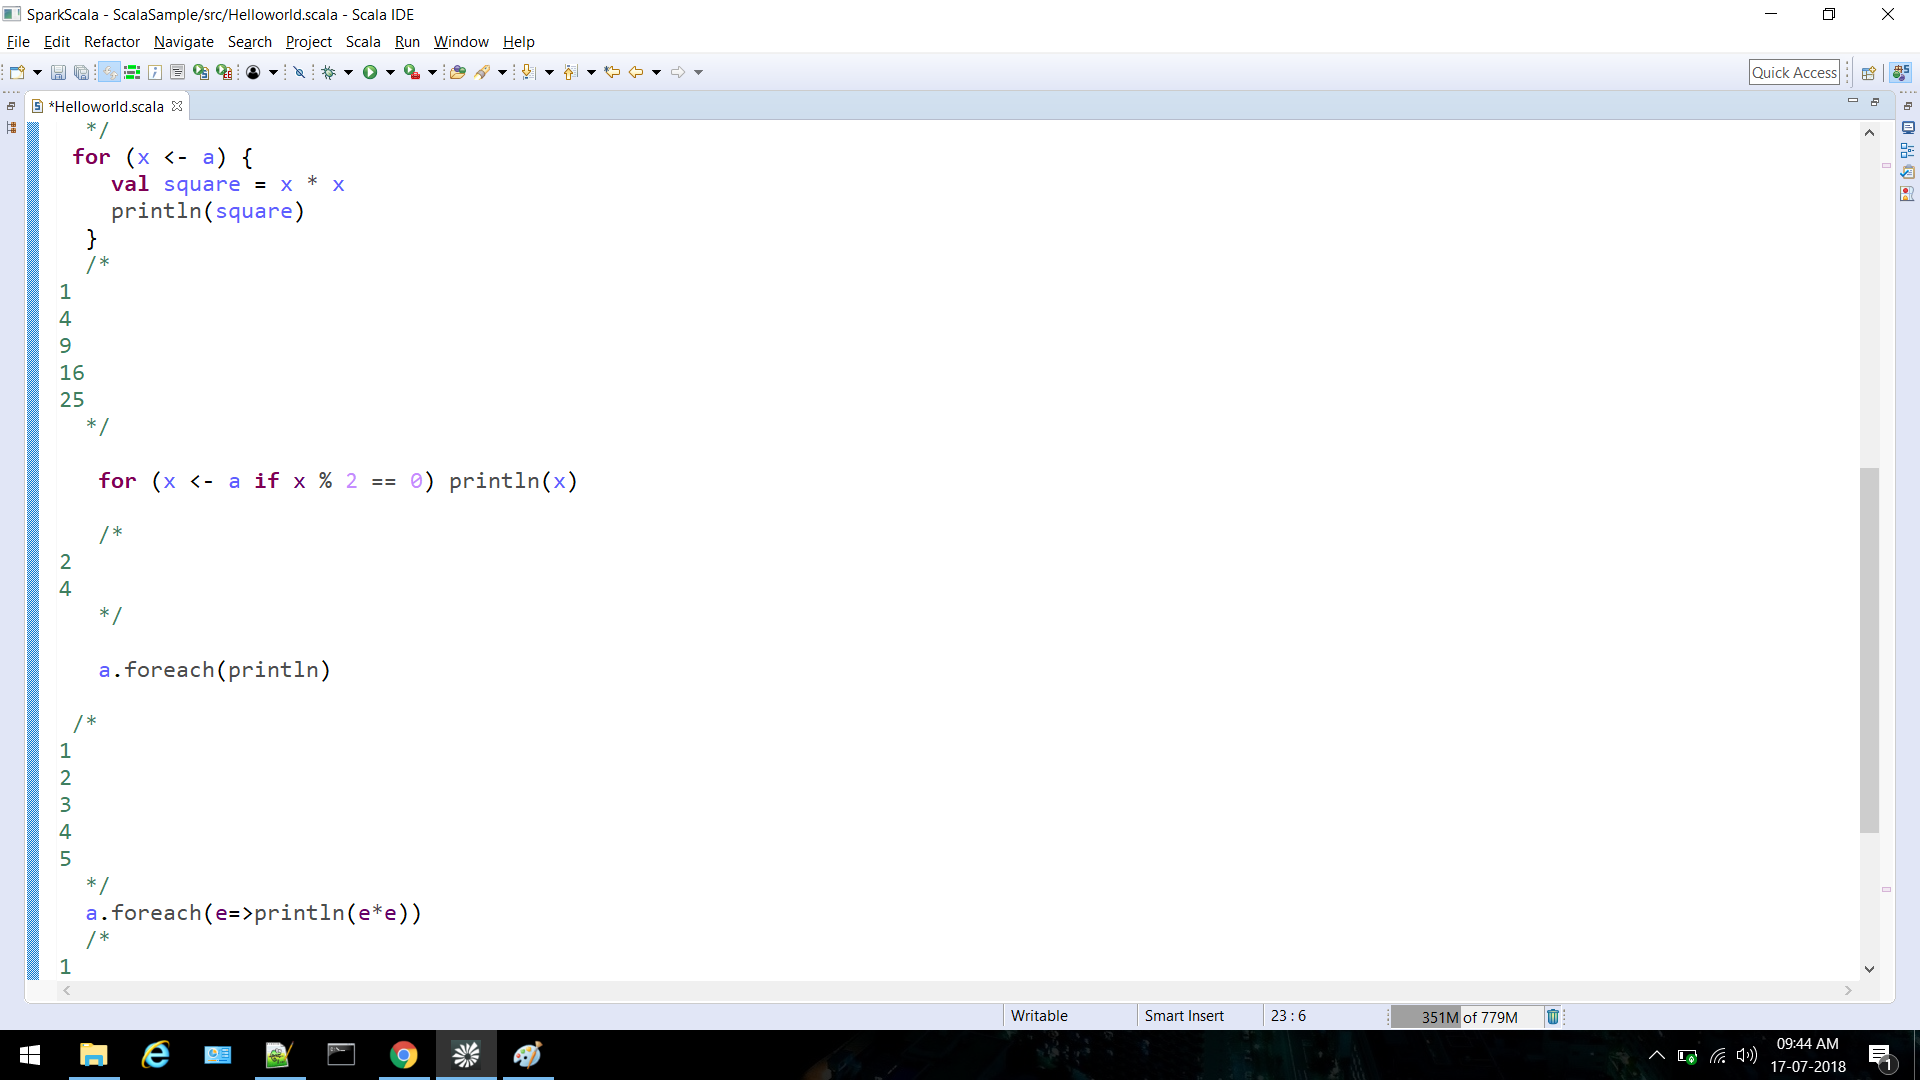 SparkScala - ScalaSample/src/Helloworld.scala - Scala IDE
File Edit Refactor Navigate Search Project Scala Run Window Help
Quick Access
*Helloworld.scala
*/
for (x <- a) {
val square = x * x
println(square)
}
/*
1
4
9
16
25
*/
for (x <- a if x % 2 == 0) println(x)
/*
2
4
*/
a.foreach(println)
/*
1
2
3
4
5
*/
a.foreach(e=>println(e*e))
/*
1
Writable Smart Insert 23 : 6 351M of 779M
09:44 AM
17-07-2018
1